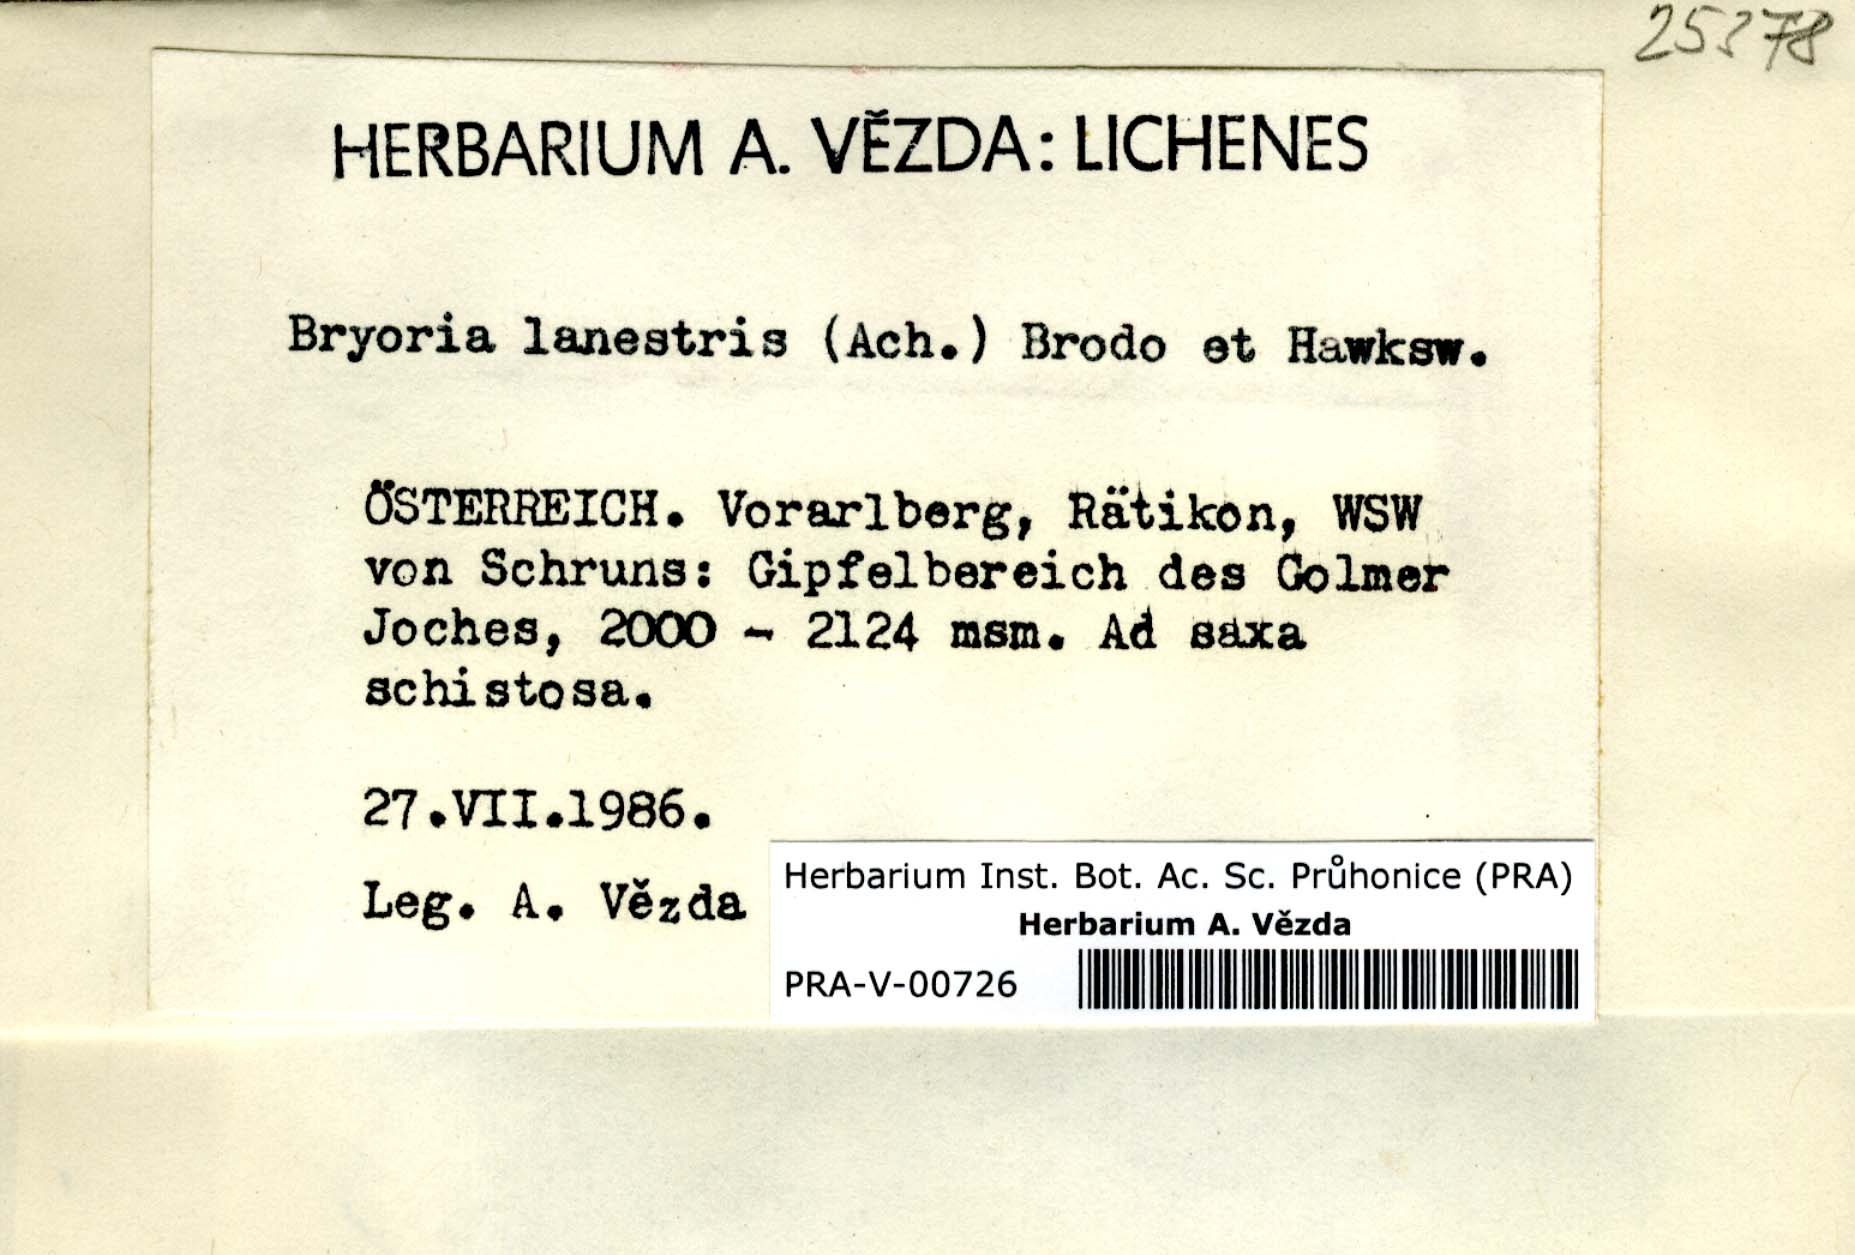 25378
HERBARIUM A. VĚZDA: LICHENES
Bryoria lanestris (Ach.) Brodo et Hawksw.
ÖSTERREICH. Vorarlberg, Rätikon, WSW
von Schruns: Gipfelbereich des Golmer
Joches, 2000 - 2124 msm. Ad saxa
schistosa.
27.VII.1986.
Leg. A. Vězda
Herbarium Inst. Bot. Ac. Sc. Průhonice (PRA)
Herbarium A. Vězda
PRA-V-00726